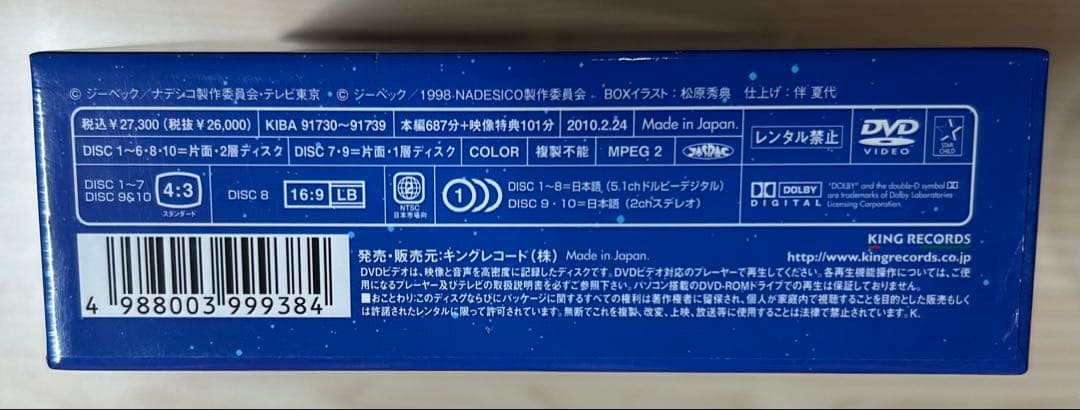 © ジーベック／ナデシコ製作委員会・テレビ東京 © ジーベック／1998 NADESICO製作委員会 BOXイラスト：松原秀典 仕上げ：伴 夏代
税込￥27,300（税抜￥26,000） KIBA 91730～91739 本編687分＋映像特典101分 2010.2.24 Made in Japan.
レンタル禁止 DVD VIDEO STAR CHILD
DISC 1～6・8・10＝片面・2層ディスク DISC 7・9＝片面・1層ディスク COLOR 複製不能 MPEG 2 JASRAC
DISC 1～7
DISC 9&10
4:3
スタンダード
DISC 8 16:9 LB
2
NTSC
日本市場向
1
DISC 1～8＝日本語（5.1chドルビーデジタル）
DISC 9・10＝日本語（2chステレオ）
DOLBY
DIGITAL
"DOLBY" and the double-D symbol
are trademarks of Dolby Laboratories
Licensing Corporation.
KING RECORDS
http://www.kingrecords.co.jp
4 988003 999384
発売・販売元：キングレコード（株） Made in Japan.
DVDビデオは、映像と音声を高密度に記録したディスクです。DVDビデオ対応のプレーヤーで再生してください。各再生機能操作については、ご使
用になるプレーヤー及びテレビの取扱説明書を必ずご参照下さい。パソコン搭載のDVD-ROMドライブでの再生は保証しておりません。
■おことわり：このディスクならびにパッケージに関するすべての権利は著作権者に留保され、個人が家庭内で視聴することを目的とした販売もしく
は許諾されたレンタルに限って許可されています。無断でこれを複製、改変、上映、放送等に使用することは法律で禁止されています。K.